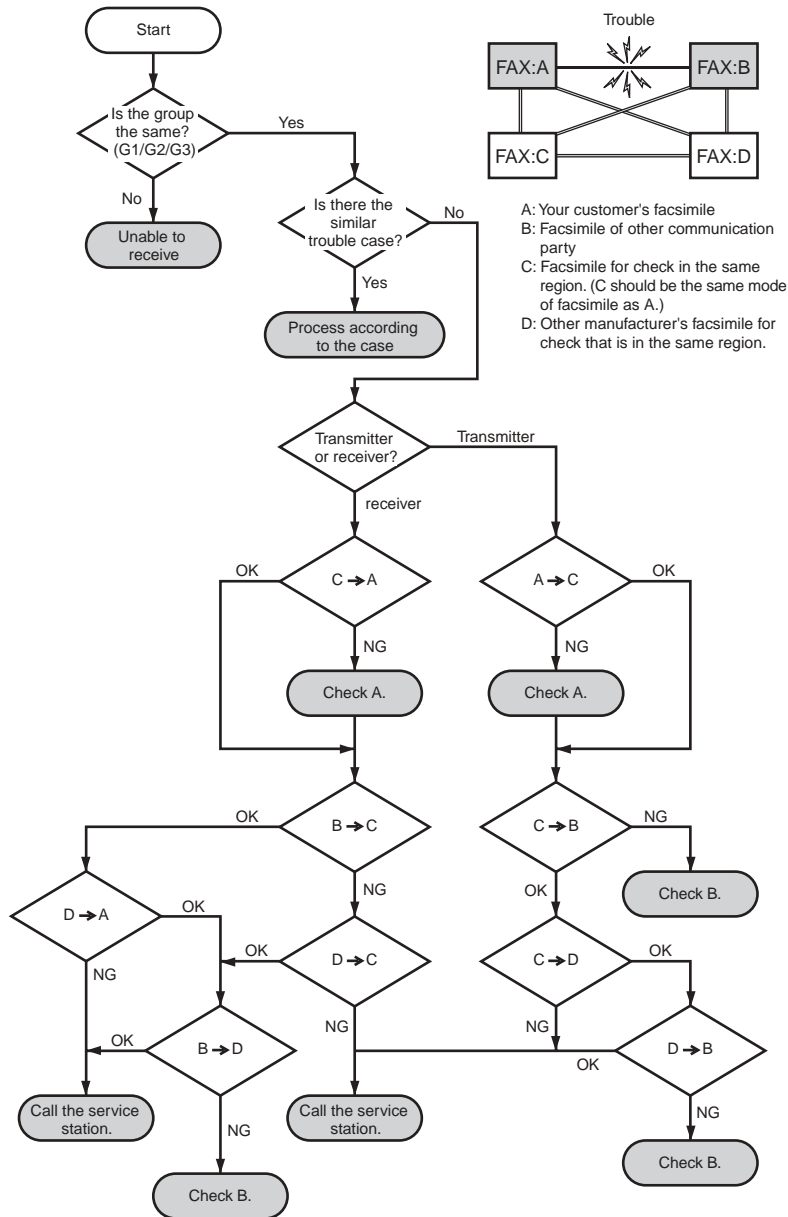 Start
Trouble
FAX:A
FAX:B
FAX:C
FAX:D
Is the group
the same?
(G1/G2/G3)
Yes
No
Unable to
receive
Is there the
similar
trouble case?
No
Yes
Process according
to the case
A: Your customer's facsimile
B: Facsimile of other communication
party
C: Facsimile for check in the same
region. (C should be the same mode
of facsimile as A.)
D: Other manufacturer's facsimile for
check that is in the same region.
Transmitter
or receiver?
Transmitter
receiver
OK
C → A
NG
Check A.
A → C
OK
NG
Check A.
OK
B → C
NG
C → B
NG
Check B.
OK
D → A
OK
NG
OK
D → C
NG
C → D
OK
NG
OK
B → D
NG
OK
D → B
NG
Call the service
station.
Call the service
station.
Check B.
Check B.